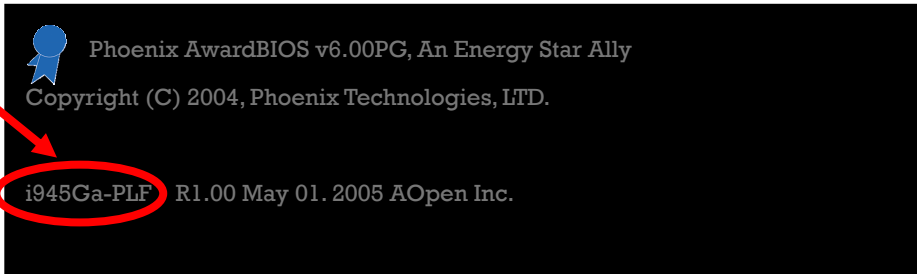 Phoenix AwardBIOS v6.00PG, An Energy Star Ally
Copyright (C) 2004, Phoenix Technologies, LTD.
i945Ga-PLF R1.00 May 01. 2005 AOpen Inc.